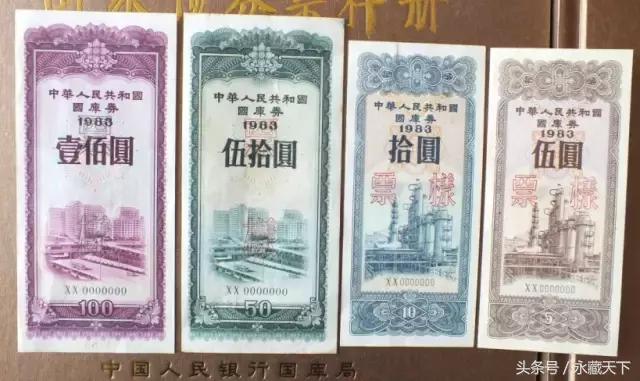 中華人民共和國
國庫券
1983
壹佰圓
XX 0000000
100
中華人民共和國
國庫券
1983
伍拾圓
XX 0000000
50
中華人民共和國
國庫券
1983
拾圓
票樣
XX 0000000
10
中華人民共和國
國庫券
1983
伍圓
票樣
XX 0000000
5
中国人民银行国库局
头条号 / 永藏天下